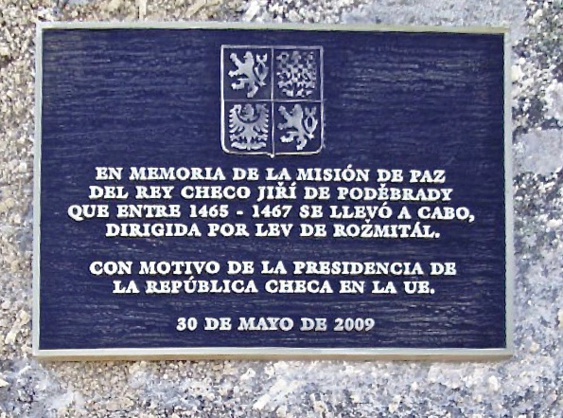 EN MEMORIA DE LA MISIÓN DE PAZ
DEL REY CHECO JIŘÍ DE PODĚBRADY
QUE ENTRE 1465 - 1467 SE LLEVÓ A CABO,
DIRIGIDA POR LEV DE ROŽMITÁL.
CON MOTIVO DE LA PRESIDENCIA DE
LA REPÚBLICA CHECA EN LA UE.
30 DE MAYO DE 2009